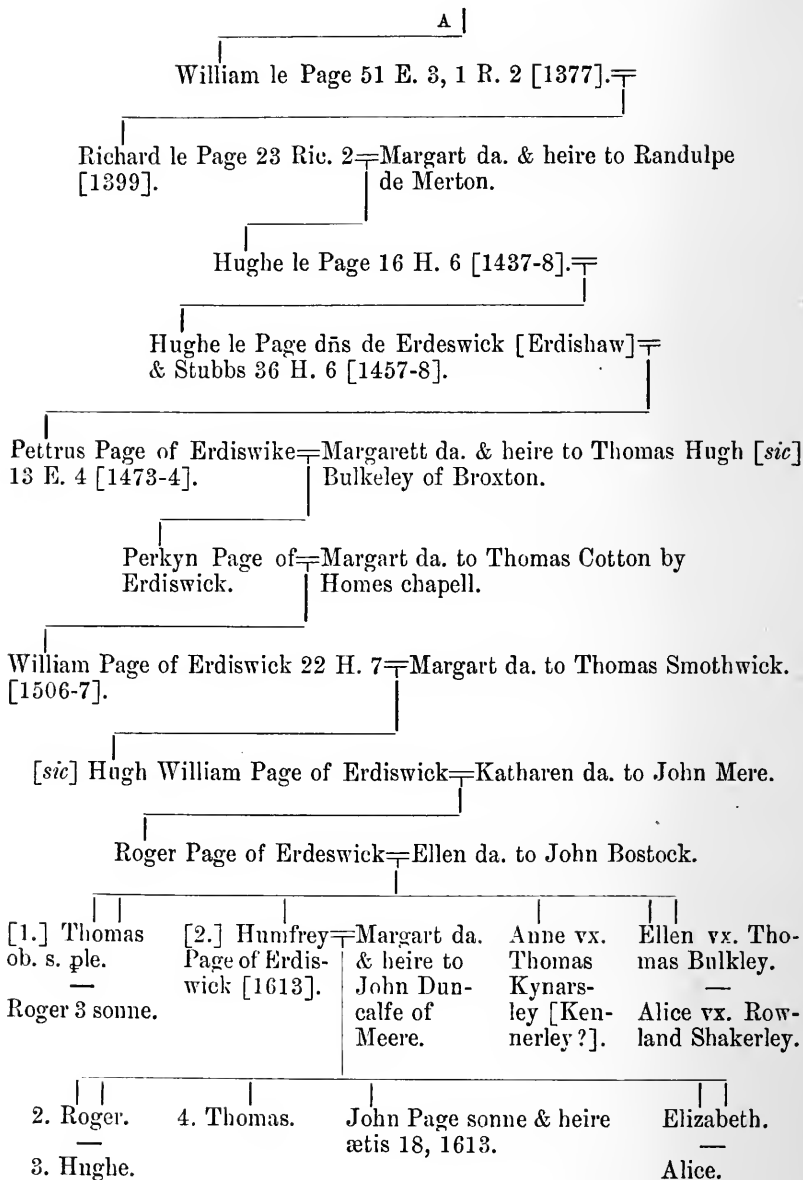 A
William le Page 51 E. 3, 1 R. 2 [1377].
Richard le Page 23 Ric. 2=Margart da. & heire to Randulpe
[1399]. de Merton.
Hughe le Page 16 H. 6 [1437-8].
Hughe le Page dñs de Erdeswick [Erdishaw]
& Stubbs 36 H. 6 [1457-8].
Pettrus Page of Erdiswike=Margarett da. & heire to Thomas Hugh [sic]
13 E. 4 [1473-4]. Bulkeley of Broxton.
Perkyn Page of=Margart da. to Thomas Cotton by
Erdiswick. Homes chapell.
William Page of Erdiswick 22 H. 7=Margart da. to Thomas Smothwick.
[1506-7].
[sic] Hugh William Page of Erdiswick=Katharen da. to John Mere.
Roger Page of Erdeswick=Ellen da. to John Bostock.
[1.] Thomas
ob. s. ꝑle.
Roger 3 sonne.
[2.] Humfrey=
Page of Erdis-
wick [1613].
Margart da.
& heire to
John Dun-
calfe of
Meere.
Anne vx.
Thomas
Kynars-
ley [Ken-
nerley?].
Ellen vx. Tho-
mas Bulkley.
Alice vx. Row-
land Shakerley.
2. Roger.
3. Hughe.
4. Thomas.
John Page sonne & heire
ætis 18, 1613.
Elizabeth.
Alice.